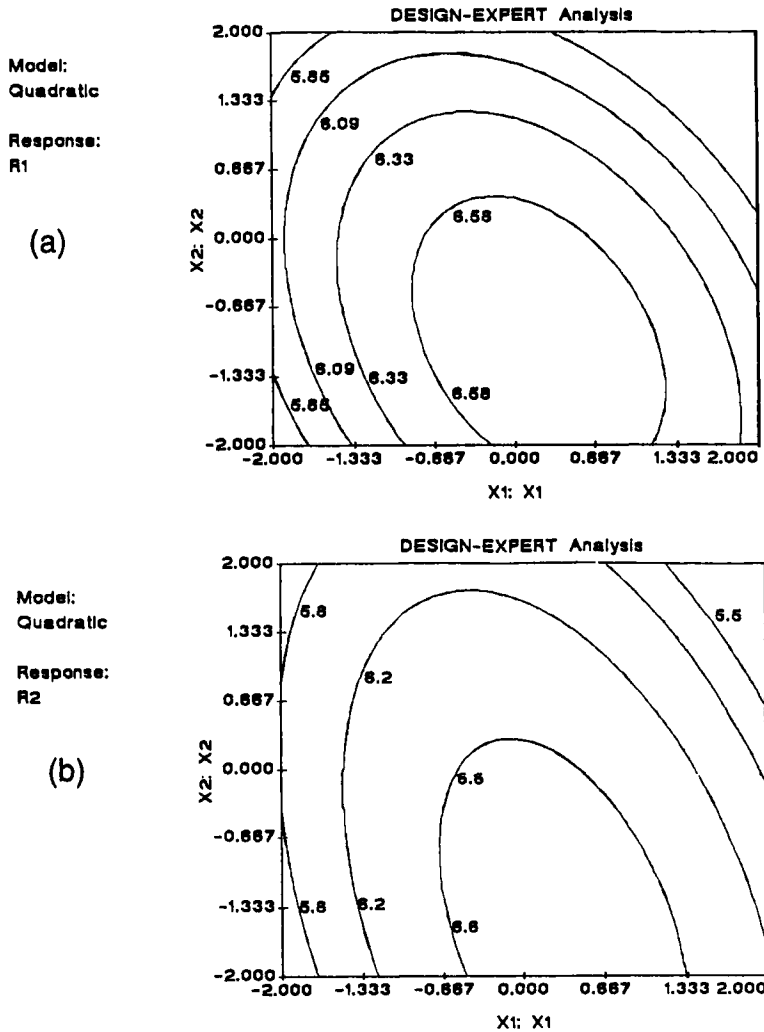 DESIGN-EXPERT Analysis
Model:
Quadratic
Response:
R1
(a)
X2: X2
2.000
1.333
0.667
0.000
-0.667
-1.333
-2.000
5.85
6.09
6.33
6.58
6.09
6.33
6.58
5.85
-2.000 -1.333 -0.667 0.000 0.667 1.333 2.000
X1: X1
DESIGN-EXPERT Analysis
Model:
Quadratic
Response:
R2
(b)
X2: X2
2.000
1.333
0.667
0.000
-0.667
-1.333
-2.000
5.8
5.5
6.2
5.8
6.2
6.6
-2.000 -1.333 -0.667 0.000 0.667 1.333 2.000
X1: X1